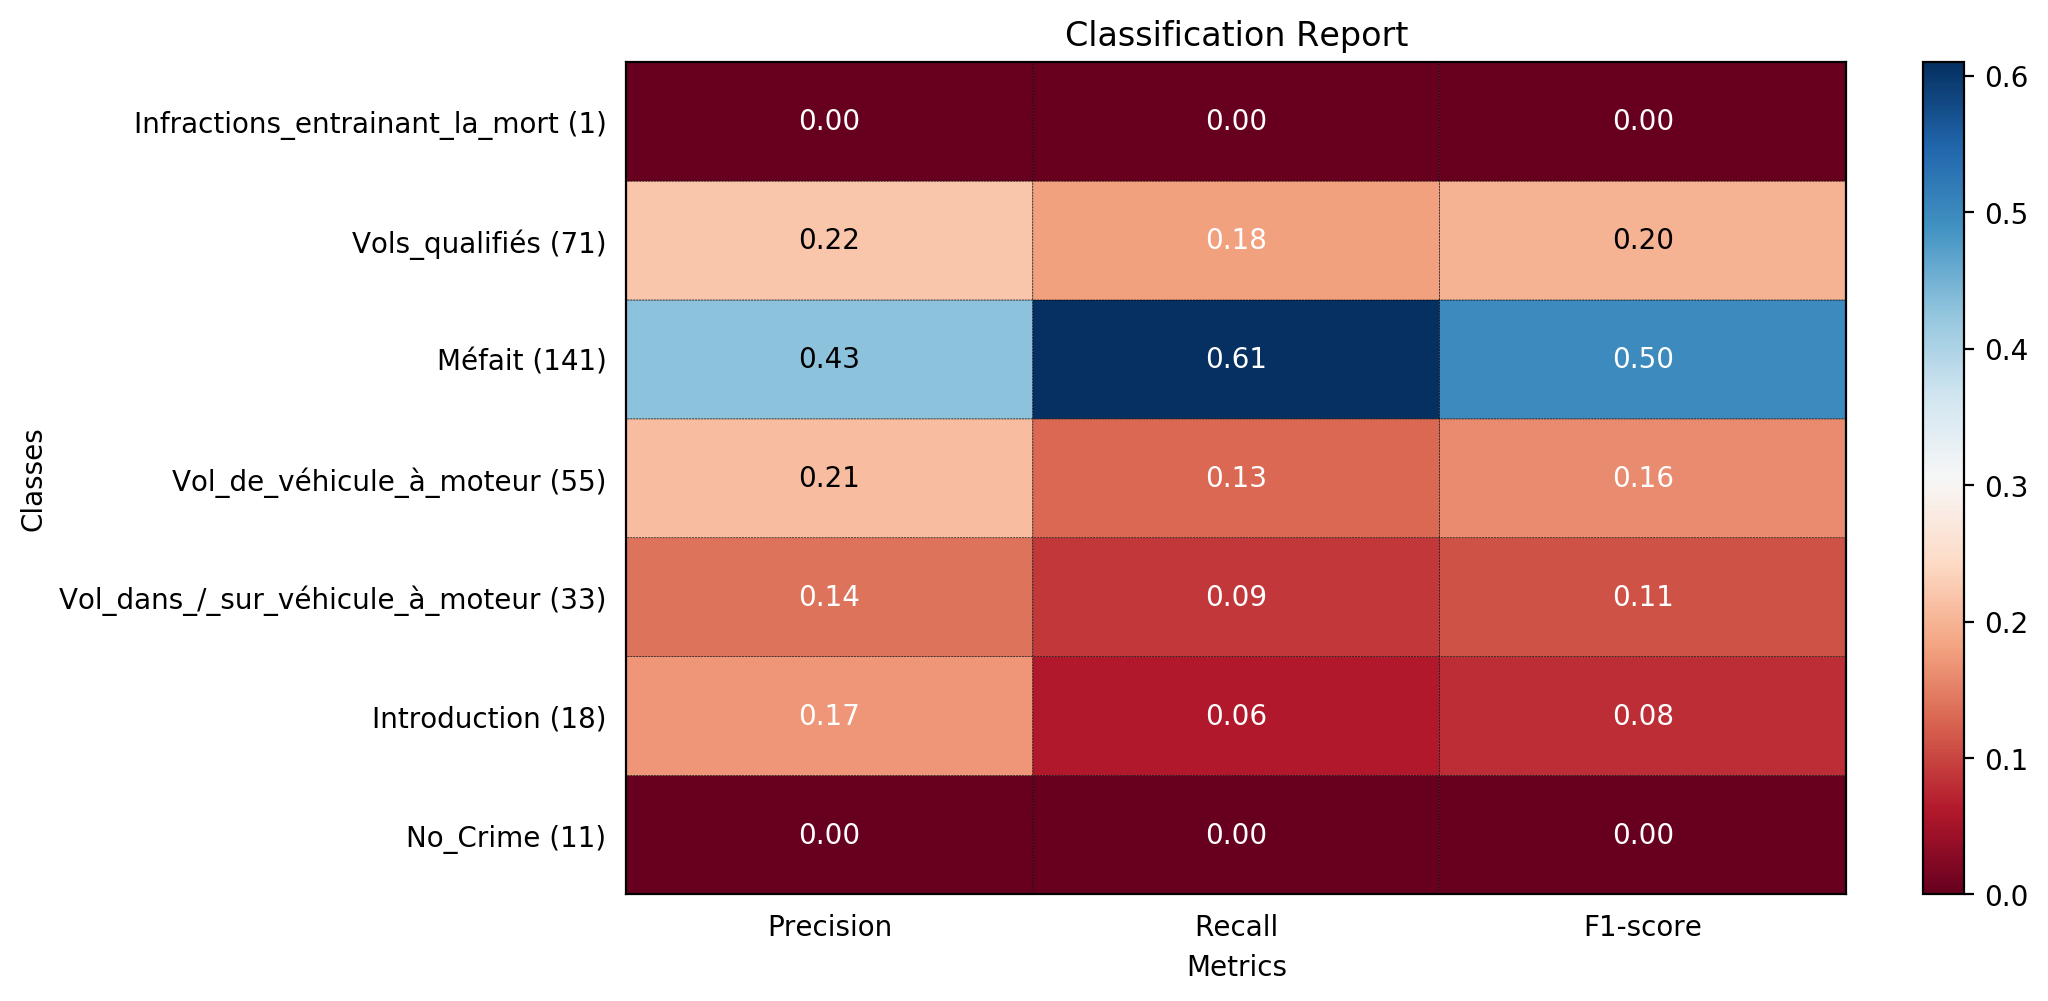 Classification Report
Infractions_entrainant_la_mort (1)
0.00 0.00 0.00
Vols_qualifiés (71)
0.22 0.18 0.20
Méfait (141)
0.43 0.61 0.50
Vol_de_véhicule_à_moteur (55)
0.21 0.13 0.16
Vol_dans_/_sur_véhicule_à_moteur (33)
0.14 0.09 0.11
Introduction (18)
0.17 0.06 0.08
No_Crime (11)
0.00 0.00 0.00
Classes
Precision Recall F1-score
Metrics
0.6
0.5
0.4
0.3
0.2
0.1
0.0